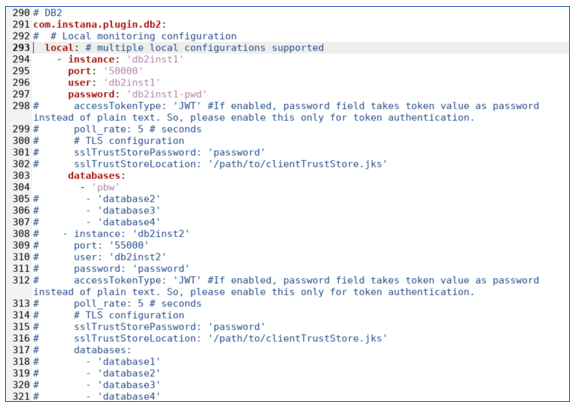 290 # DB2
291 com.instana.plugin.db2:
292 #  # Local monitoring configuration
293   local: # multiple local configurations supported
294     - instance: 'db2inst1'
295       port: '50000'
296       user: 'db2inst1'
297       password: 'db2inst1-pwd'
298 #      accessTokenType: 'JWT' #If enabled, password field takes token value as password
instead of plain text. So, please enable this only for token authentication.
299 #      poll_rate: 5 # seconds
300 #      # TLS configuration
301 #      sslTrustStorePassword: 'password'
302 #      sslTrustStoreLocation: '/path/to/clientTrustStore.jks'
303       databases:
304         - 'pbw'
305 #        - 'database2'
306 #        - 'database3'
307 #        - 'database4'
308 #    - instance: 'db2inst2'
309 #      port: '55000'
310 #      user: 'db2inst2'
311 #      password: 'password'
312 #      accessTokenType: 'JWT' #If enabled, password field takes token value as password
instead of plain text. So, please enable this only for token authentication.
313 #      poll_rate: 5 # seconds
314 #      # TLS configuration
315 #      sslTrustStorePassword: 'password'
316 #      sslTrustStoreLocation: '/path/to/clientTrustStore.jks'
317 #      databases:
318 #        - 'database1'
319 #        - 'database2'
320 #        - 'database3'
321 #        - 'database4'